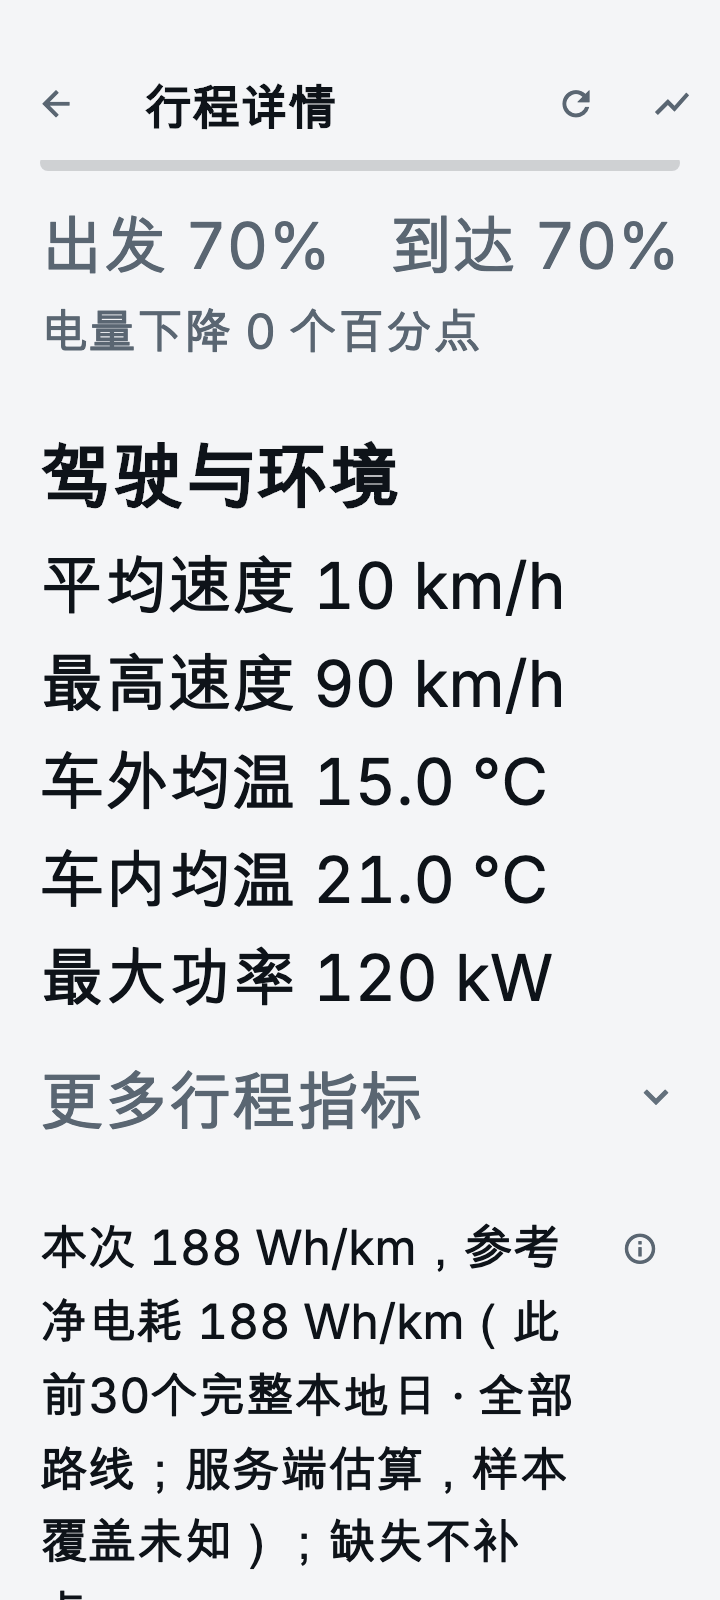 行程详情
出发 70% 到达 70%
电量下降 0 个百分点
驾驶与环境
平均速度 10 km/h
最高速度 90 km/h
车外均温 15.0 °C
车内均温 21.0 °C
最大功率 120 kW
更多行程指标
本次 188 Wh/km，参考
净电耗 188 Wh/km（此
前30个完整本地日 · 全部
路线；服务端估算，样本
覆盖未知）；缺失不补